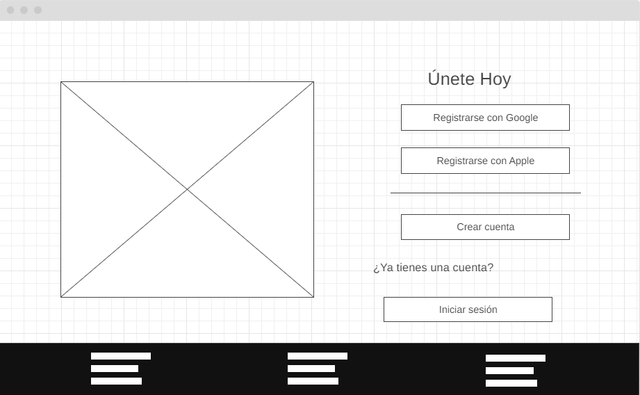 Únete Hoy
Registrarse con Google
Registrarse con Apple
Crear cuenta
¿Ya tienes una cuenta?
Iniciar sesión